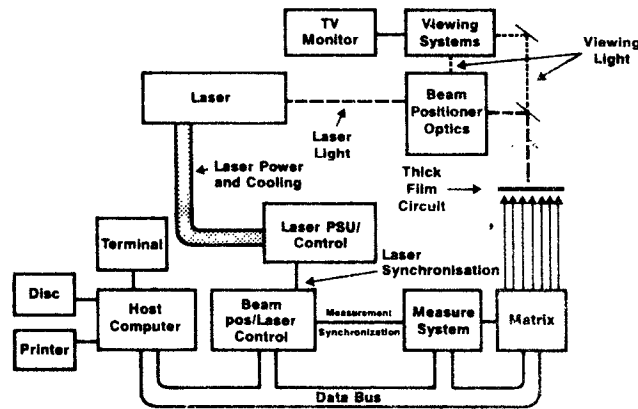 TV
Monitor
Viewing
Systems
Viewing
Light
Laser
Laser
Light
Beam
Positioner
Optics
Laser Power
and Cooling
Thick
Film
Circuit
Laser PSU/
Control
Terminal
Laser
Synchronisation
Disc
Host
Computer
Beam
pos/Laser
Control
Measurement
Synchronization
Measure
System
Matrix
Printer
Data Bus